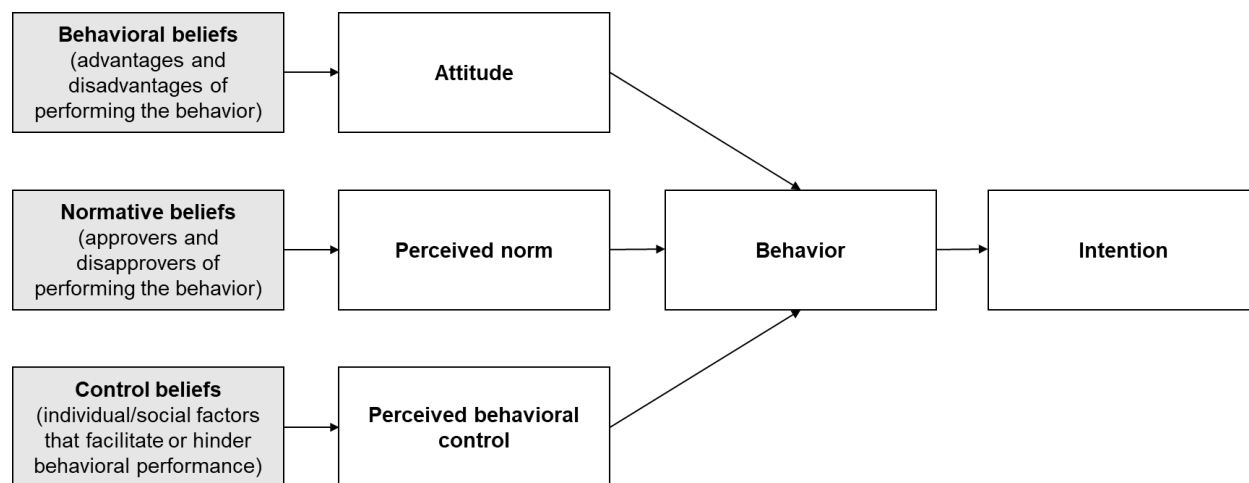 Behavioral beliefs
(advantages and
disadvantages of
performing the behavior)
Attitude
Normative beliefs
(approvers and
disapprovers of
performing the behavior)
Perceived norm
Behavior
Intention
Control beliefs
(individual/social factors
that facilitate or hinder
behavioral performance)
Perceived behavioral
control